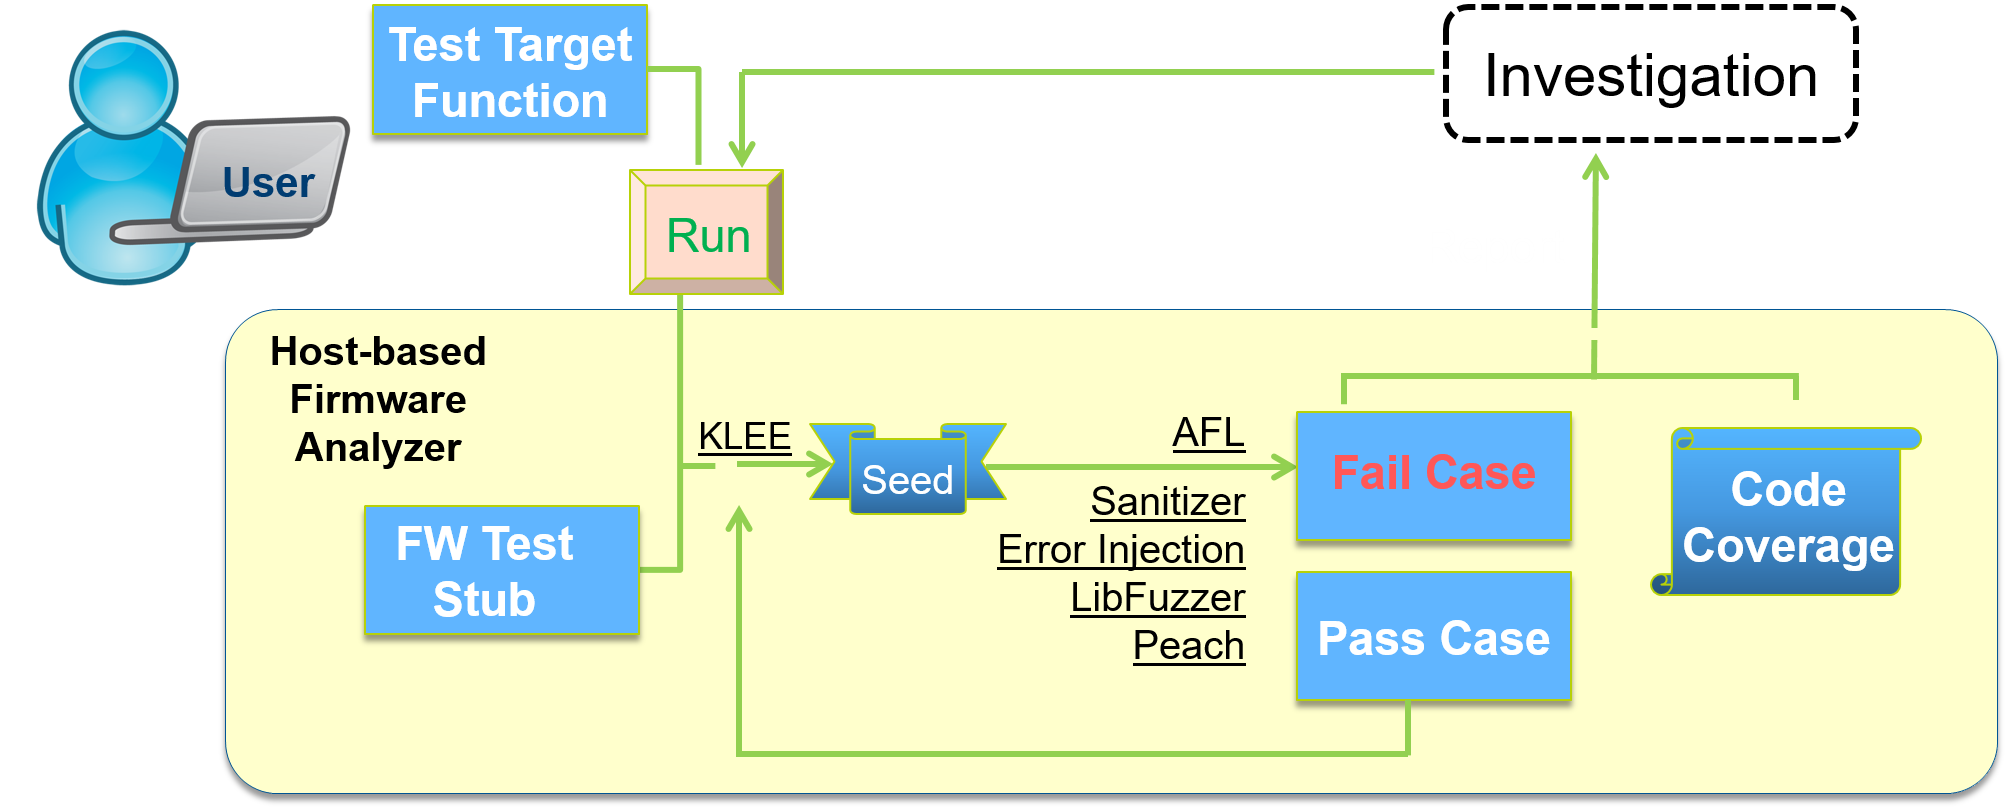 Test Target
Function
Investigation
User
Run
Host-based
Firmware
Analyzer
KLEE
Seed
AFL
Sanitizer
Error Injection
LibFuzzer
Peach
Fail Case
Code
Coverage
FW Test
Stub
Pass Case